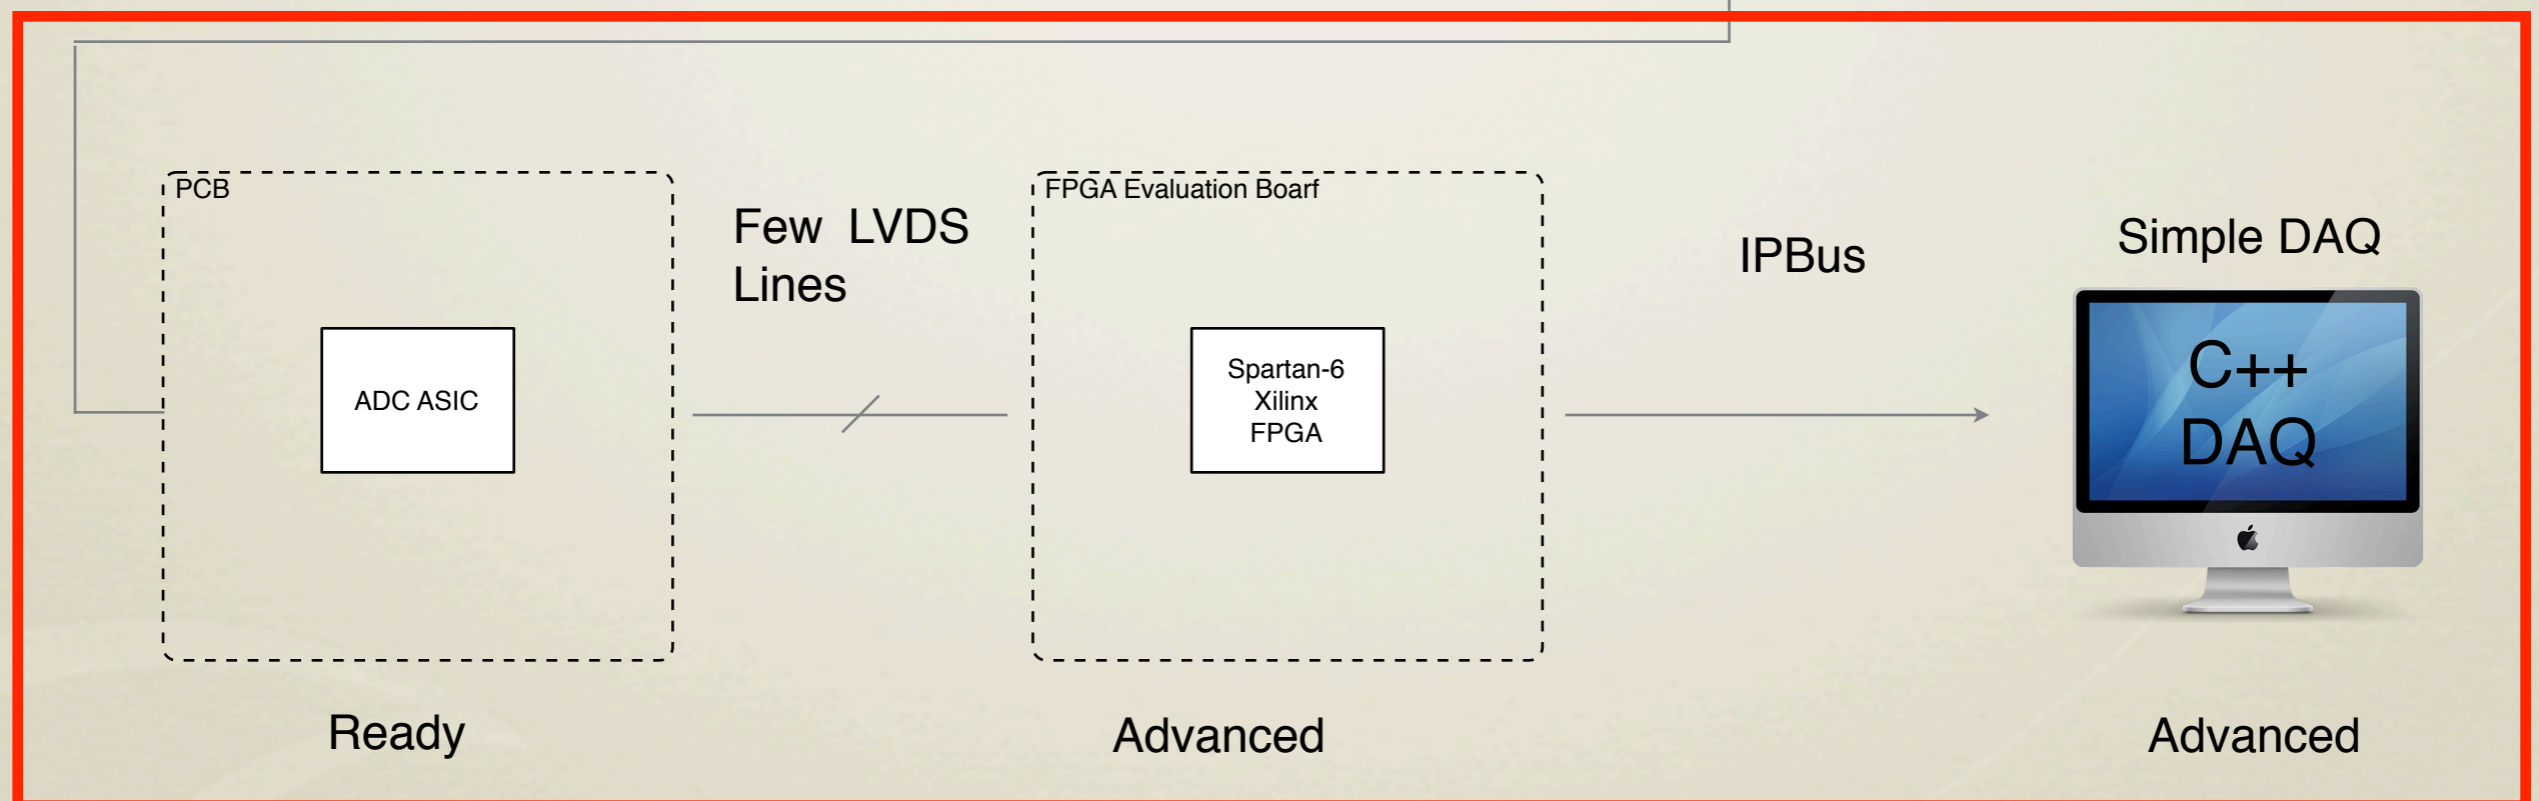 PCB
ADC ASIC
Ready
Few LVDS
Lines
FPGA Evaluation Boarf
Spartan-6
Xilinx
FPGA
Advanced
IPBus
Simple DAQ
C++
DAQ
Advanced